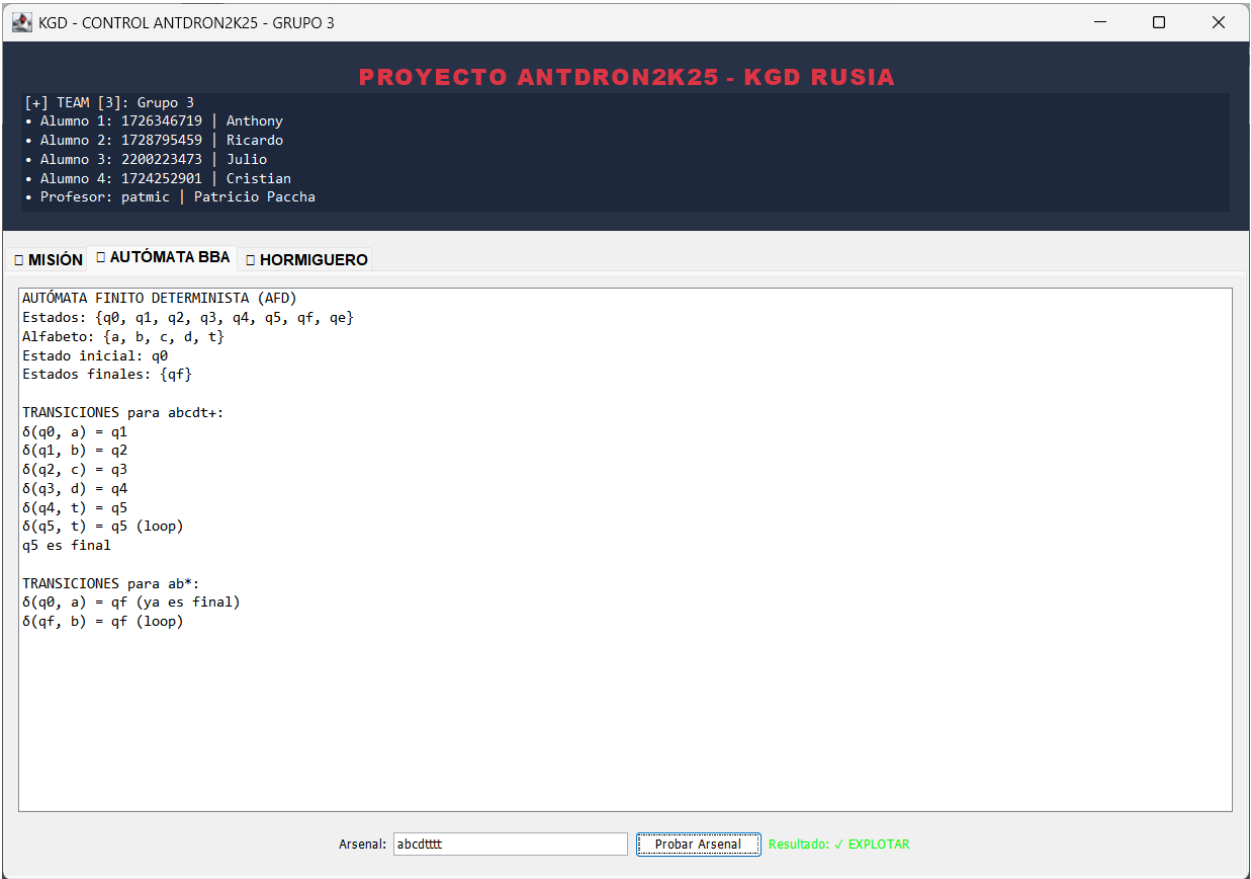 KGD - CONTROL ANTDRON2K25 - GRUPO 3
PROYECTO ANTDRON2K25 - KGD RUSIA
[+] TEAM [3]: Grupo 3
• Alumno 1: 1726346719 | Anthony
• Alumno 2: 1728795459 | Ricardo
• Alumno 3: 2200223473 | Julio
• Alumno 4: 1724252901 | Cristian
• Profesor: patmic | Patricio Paccha
▯ MISIÓN ▯ AUTÓMATA BBA ▯ HORMIGUERO
AUTÓMATA FINITO DETERMINISTA (AFD)
Estados: {q0, q1, q2, q3, q4, q5, qf, qe}
Alfabeto: {a, b, c, d, t}
Estado inicial: q0
Estados finales: {qf}
TRANSICIONES para abcdt+:
δ(q0, a) = q1
δ(q1, b) = q2
δ(q2, c) = q3
δ(q3, d) = q4
δ(q4, t) = q5
δ(q5, t) = q5 (loop)
q5 es final
TRANSICIONES para ab*:
δ(q0, a) = qf (ya es final)
δ(qf, b) = qf (loop)
Arsenal: abcdtttt Probar Arsenal Resultado: ✓ EXPLOTAR